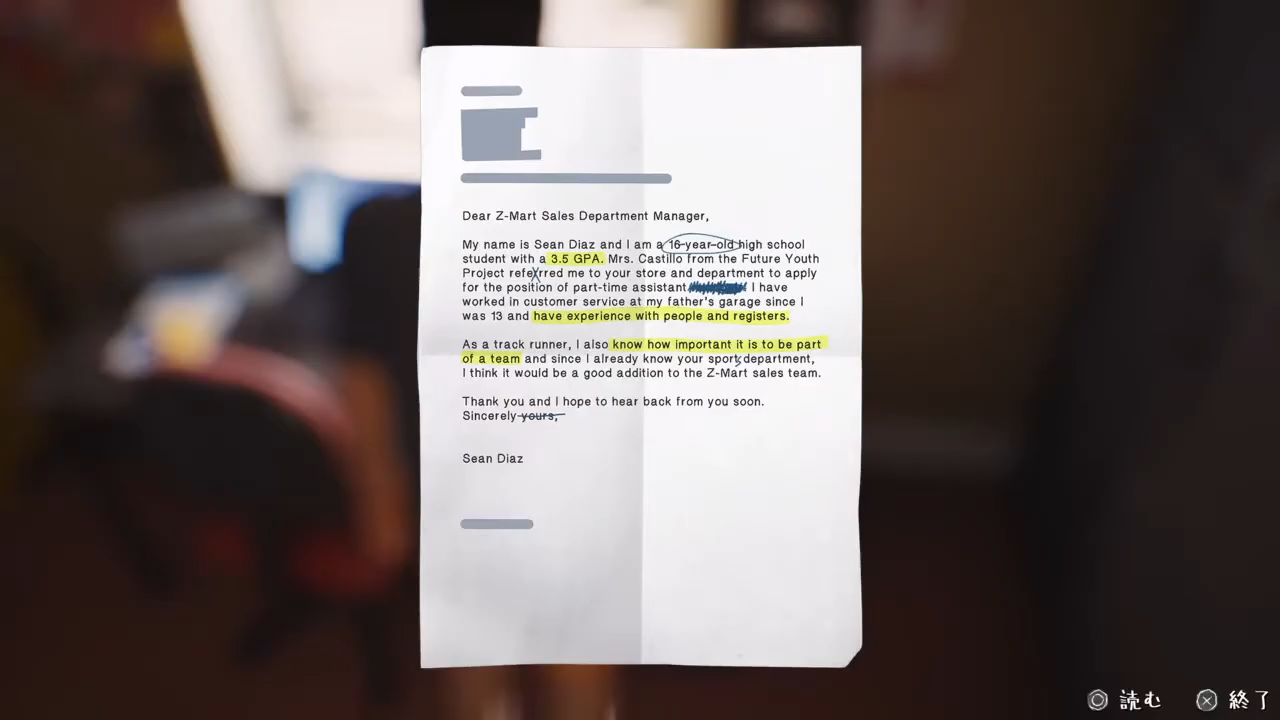 Dear Z-Mart Sales Department Manager,
My name is Sean Diaz and I am a 16-year-old high school
student with a 3.5 GPA. Mrs. Castillo from the Future Youth
Project referred me to your store and department to apply
for the position of part-time assistant I have
worked in customer service at my father's garage since I
was 13 and have experience with people and registers.
As a track runner, I also know how important it is to be part
of a team and since I already know your sport department,
I think it would be a good addition to the Z-Mart sales team.
Thank you and I hope to hear back from you soon.
Sincerely yours,
Sean Diaz
読む 終了